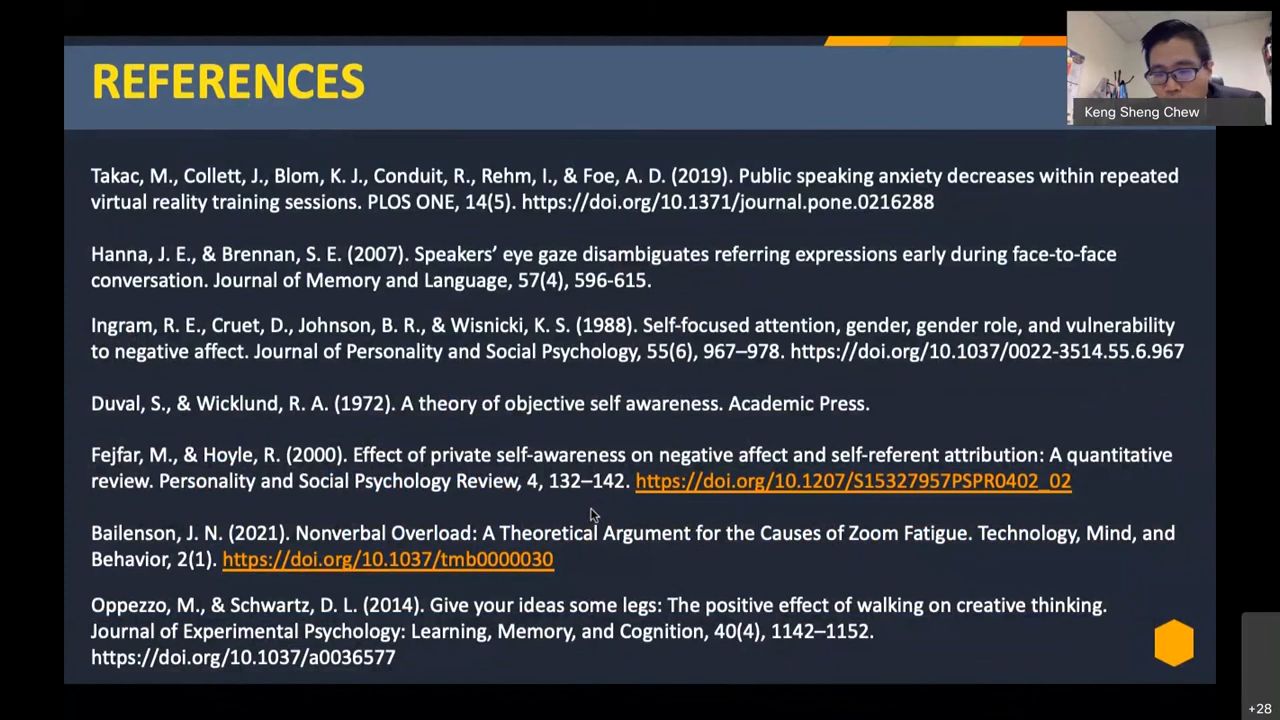 REFERENCES
Keng Sheng Chew
Takac, M., Collett, J., Blom, K. J., Conduit, R., Rehm, I., & Foe, A. D. (2019). Public speaking anxiety decreases within repeated
virtual reality training sessions. PLOS ONE, 14(5). https://doi.org/10.1371/journal.pone.0216288
Hanna, J. E., & Brennan, S. E. (2007). Speakers’ eye gaze disambiguates referring expressions early during face-to-face
conversation. Journal of Memory and Language, 57(4), 596-615.
Ingram, R. E., Cruet, D., Johnson, B. R., & Wisnicki, K. S. (1988). Self-focused attention, gender, gender role, and vulnerability
to negative affect. Journal of Personality and Social Psychology, 55(6), 967–978. https://doi.org/10.1037/0022-3514.55.6.967
Duval, S., & Wicklund, R. A. (1972). A theory of objective self awareness. Academic Press.
Fejfar, M., & Hoyle, R. (2000). Effect of private self-awareness on negative affect and self-referent attribution: A quantitative
review. Personality and Social Psychology Review, 4, 132–142. https://doi.org/10.1207/S15327957PSPR0402_02
Bailenson, J. N. (2021). Nonverbal Overload: A Theoretical Argument for the Causes of Zoom Fatigue. Technology, Mind, and
Behavior, 2(1). https://doi.org/10.1037/tmb0000030
Oppezzo, M., & Schwartz, D. L. (2014). Give your ideas some legs: The positive effect of walking on creative thinking.
Journal of Experimental Psychology: Learning, Memory, and Cognition, 40(4), 1142–1152.
https://doi.org/10.1037/a0036577
+28